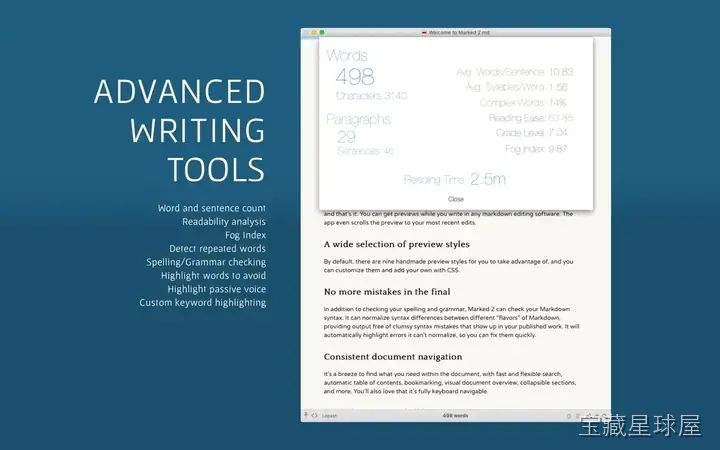 ADVANCED
WRITING
TOOLS
Word and sentence count
Readability analysis
Fog Index
Detect repeated words
Spelling/Grammar checking
Highlight words to avoid
Highlight passive voice
Custom keyword highlighting
Welcome to Marked 2.md
Words
498
Characters 3140
Paragraphs
29
Sentences 46
Avg. Words/Sentence: 10.83
Avg. Syllables/Word: 1.56
Complex Words: 14%
Reading Ease: 63.85
Grade Level: 7.04
Fog Index: 9.87
Reading Time: 2.5m
Close
and that's it. You can get previews while you write in any markdown editing software. The
app even scrolls the preview to your most recent edits.
A wide selection of preview styles
By default, there are nine handmade preview styles for you to take advantage of, and you
can customize them and add your own with CSS.
No more mistakes in the final
In addition to checking your spelling and grammar, Marked 2 can check your Markdown
syntax. It can normalize syntax differences between different "flavors" of Markdown,
providing output free of clumsy syntax mistakes that show up in your published work. It will
automatically highlight errors it can't normalize, so you can fix them quickly.
Consistent document navigation
It's a breeze to find what you need within the document, with fast and flexible search,
automatic table of contents, bookmarking, visual document overview, collapsible sections,
and more. You'll also love that it's fully keyboard navigable.
498 words
宝藏星球屋